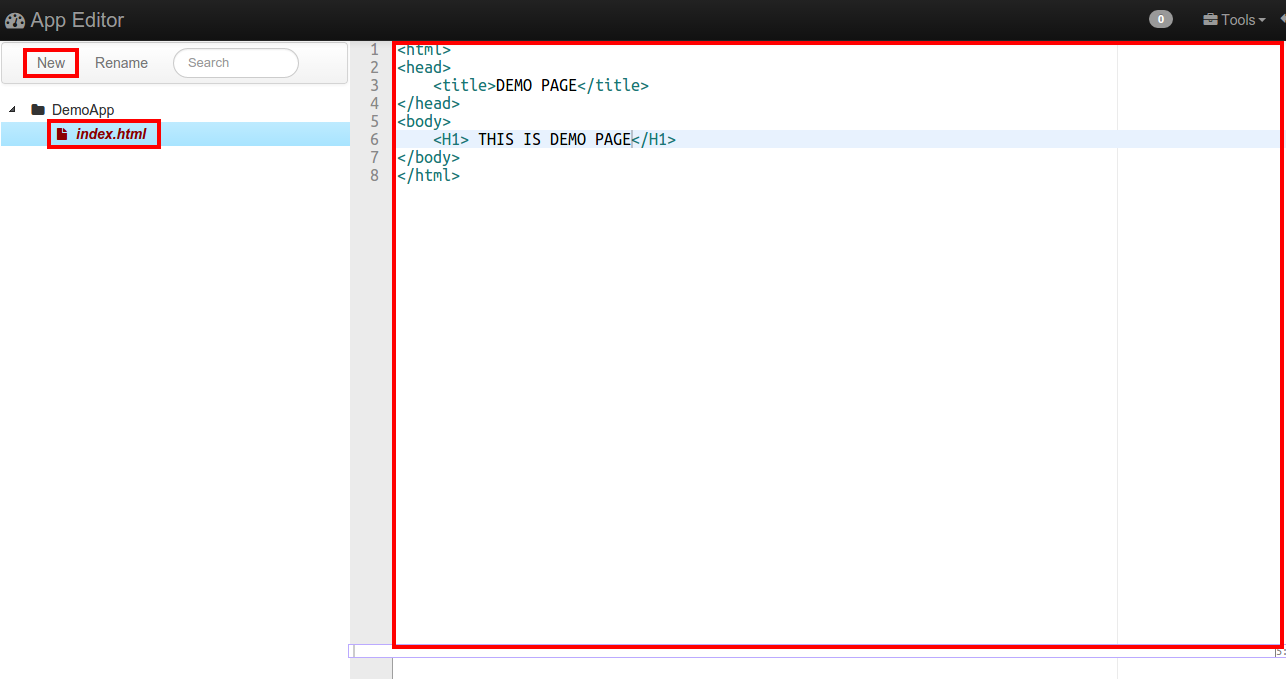 App Editor
0
Tools
New
Rename
Search
DemoApp
index.html
1 <html>
2 <head>
3 <title>DEMO PAGE</title>
4 </head>
5 <body>
6 <H1> THIS IS DEMO PAGE</H1>
7 </body>
8 </html>